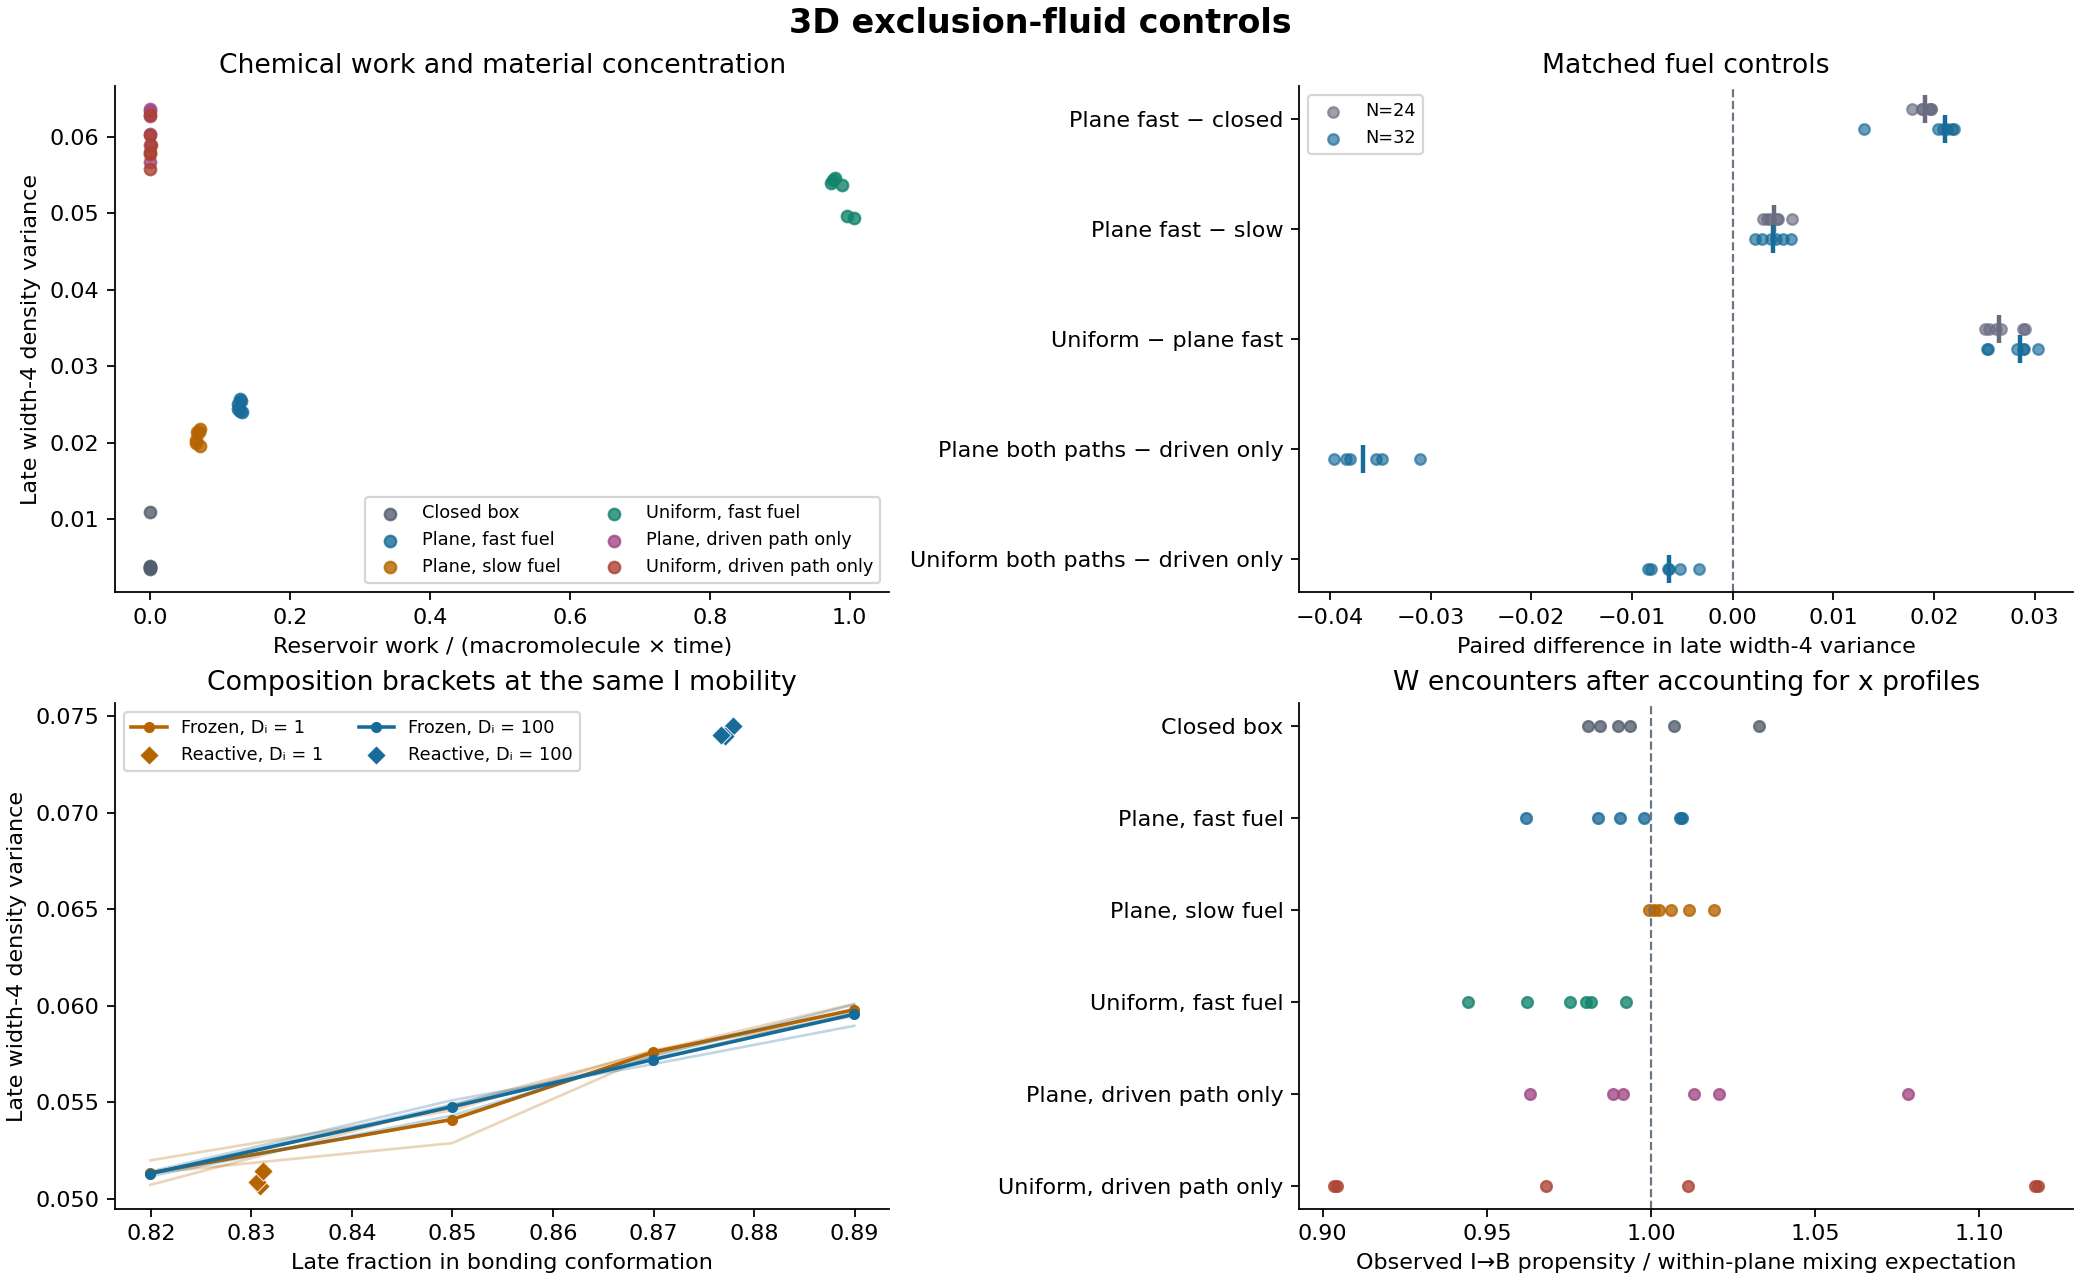 3D exclusion-fluid controls
Chemical work and material concentration
Late width-4 density variance
0.06
0.05
0.04
0.03
0.02
0.01
Closed box
Plane, fast fuel
Plane, slow fuel
Uniform, fast fuel
Plane, driven path only
Uniform, driven path only
0.0 0.2 0.4 0.6 0.8 1.0
Reservoir work / (macromolecule × time)
Matched fuel controls
N=24
N=32
Plane fast − closed
Plane fast − slow
Uniform − plane fast
Plane both paths − driven only
Uniform both paths − driven only
−0.04 −0.03 −0.02 −0.01 0.00 0.01 0.02 0.03
Paired difference in late width-4 variance
Composition brackets at the same I mobility
Late width-4 density variance
0.075
0.070
0.065
0.060
0.055
0.050
Frozen, Dᵢ = 1
Reactive, Dᵢ = 1
Frozen, Dᵢ = 100
Reactive, Dᵢ = 100
0.82 0.83 0.84 0.85 0.86 0.87 0.88 0.89
Late fraction in bonding conformation
W encounters after accounting for x profiles
Closed box
Plane, fast fuel
Plane, slow fuel
Uniform, fast fuel
Plane, driven path only
Uniform, driven path only
0.90 0.95 1.00 1.05 1.10
Observed I→B propensity / within-plane mixing expectation